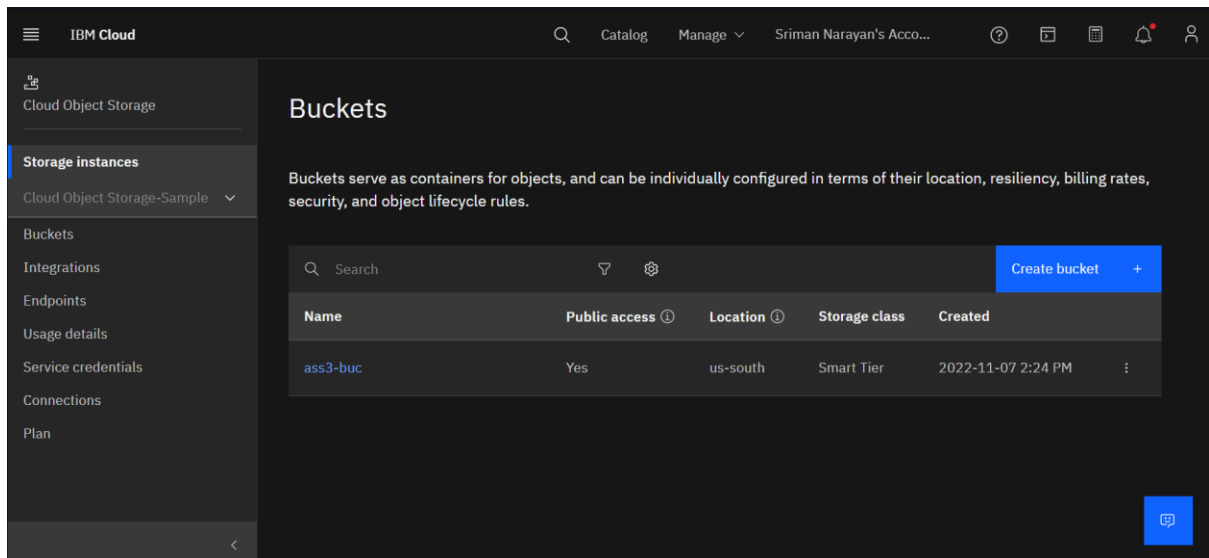 IBM Cloud
Catalog
Manage
Sriman Narayan's Acco...
Cloud Object Storage
Storage instances
Cloud Object Storage-Sample
Buckets
Integrations
Endpoints
Usage details
Service credentials
Connections
Plan
Buckets
Buckets serve as containers for objects, and can be individually configured in terms of their location, resiliency, billing rates,
security, and object lifecycle rules.
Search
Create bucket +
Name Public access Location Storage class Created
ass3-buc Yes us-south Smart Tier 2022-11-07 2:24 PM